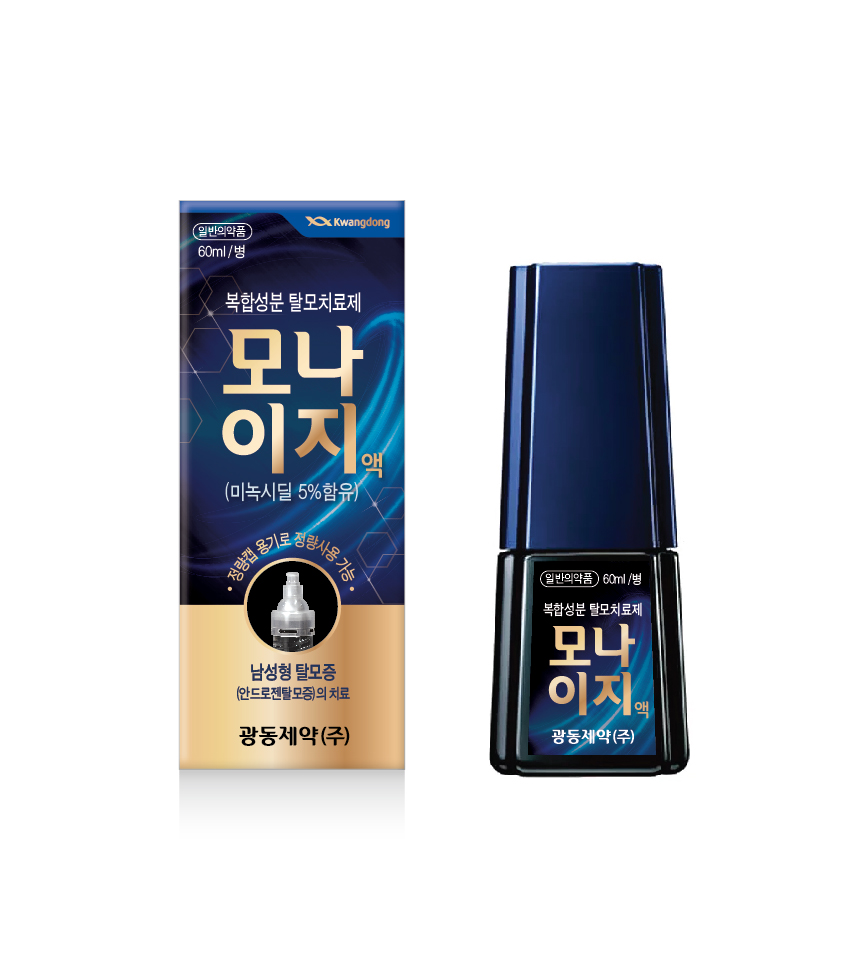 Kwangdong
일반의약품
60ml/병
복합성분 탈모치료제
모나
이지액
(미녹시딜 5%함유)
• 정량캡 용기로 정량사용 가능 •
남성형 탈모증
(안드로젠탈모증)의 치료
광동제약(주)
일반의약품 60ml/병
복합성분 탈모치료제
모나
이지액
광동제약(주)